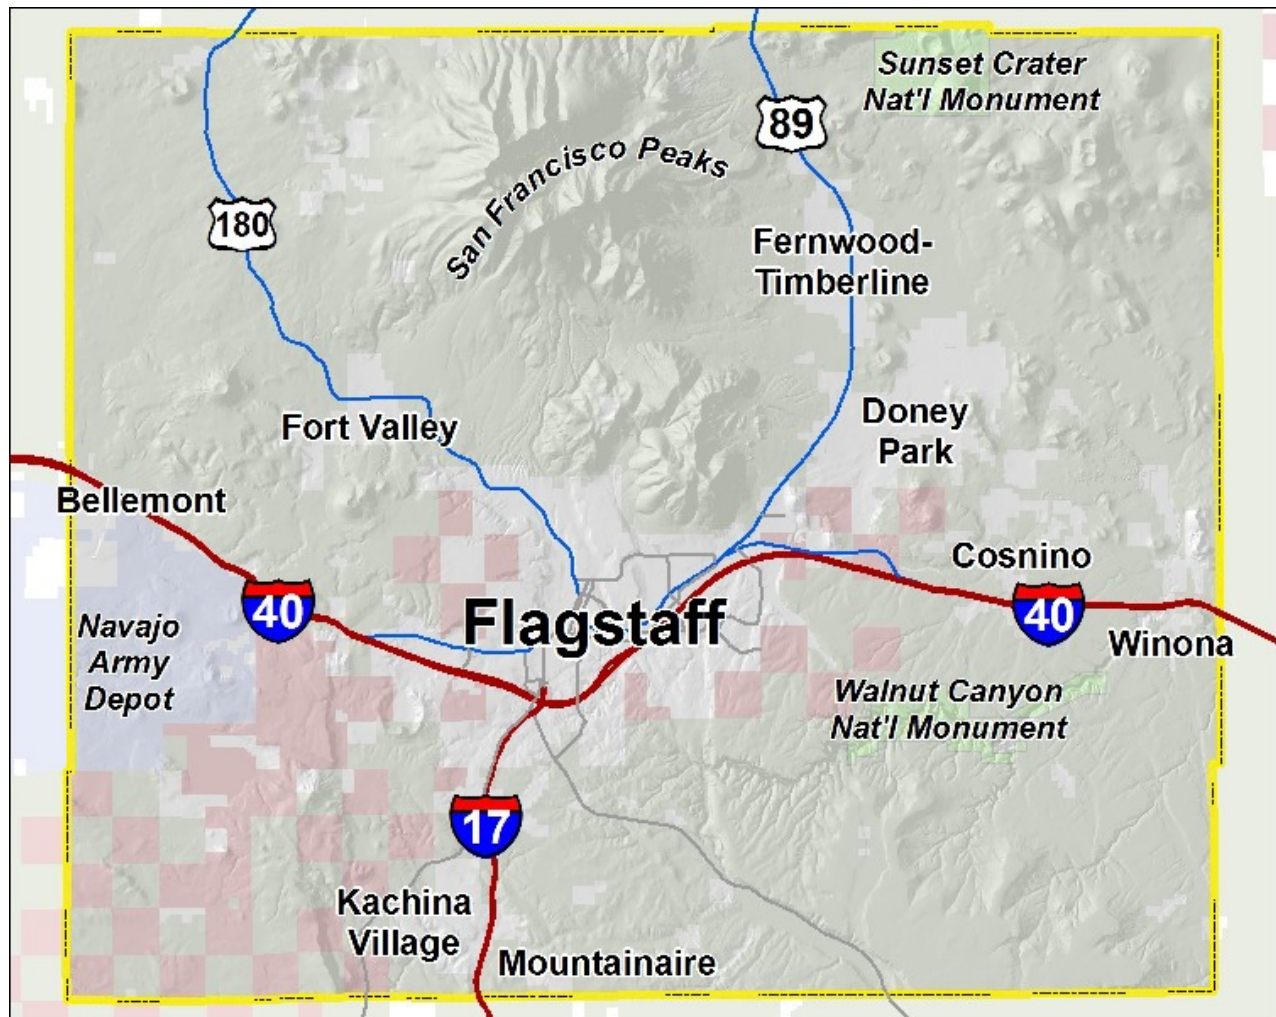 Sunset Crater
Nat'l Monument
89
San Francisco Peaks
180
Fernwood-
Timberline
Fort Valley
Doney
Park
Bellemont
Cosnino
40
Flagstaff
40
Navajo
Army
Depot
Winona
Walnut Canyon
Nat'l Monument
17
Kachina
Village
Mountainaire